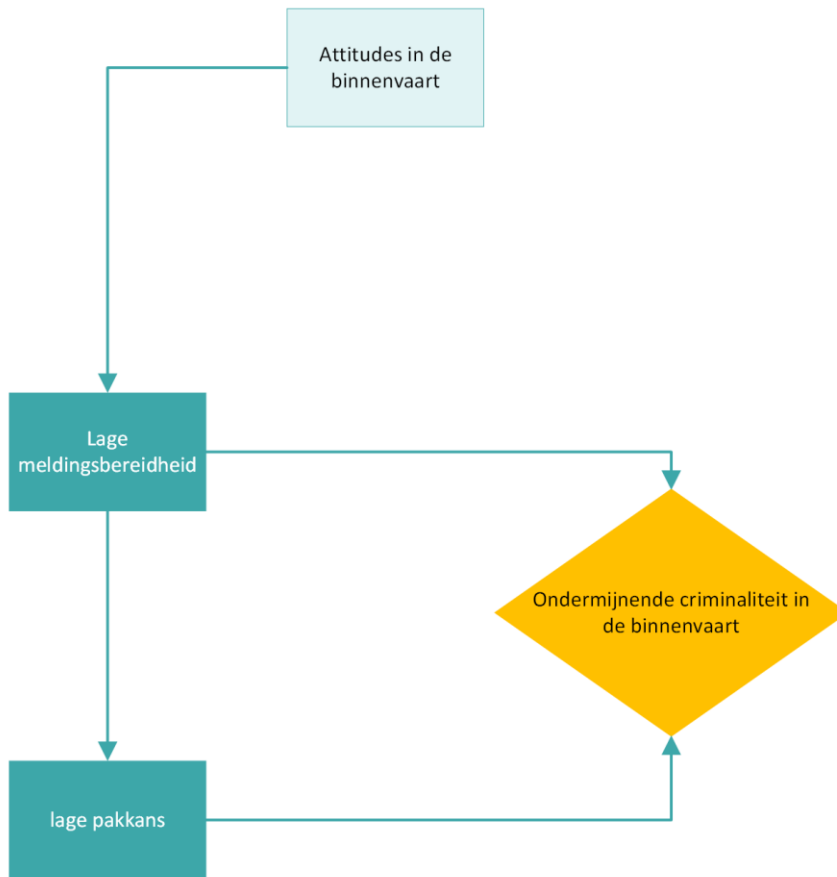 Attitudes in de
binnenvaart
Lage
meldingsbereidheid
Ondermijnende criminaliteit in
de binnenvaart
lage pakkans